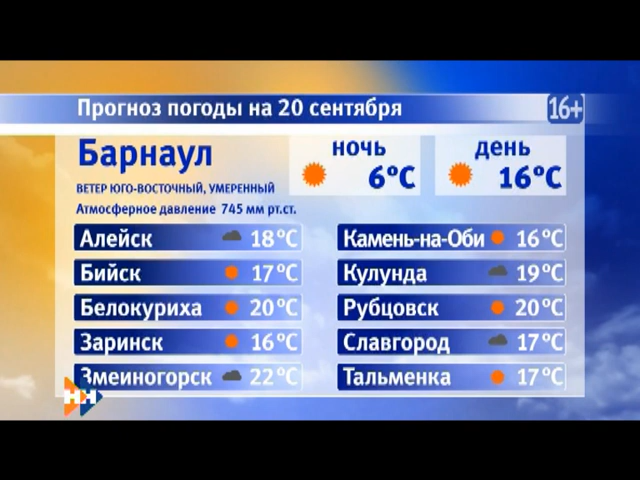 Прогноз погоды на 20 сентября 16+
Барнаул
ночь
6°C
день
16°C
ВЕТЕР ЮГО-ВОСТОЧНЫЙ, УМЕРЕННЫЙ
Атмосферное давление 745 мм рт.ст.
Алейск 18°C
Бийск 17°C
Белокуриха 20°C
Заринск 16°C
Змеиногорск 22°C
Камень-на-Оби 16°C
Кулунда 19°C
Рубцовск 20°C
Славгород 17°C
Тальменка 17°C
НН